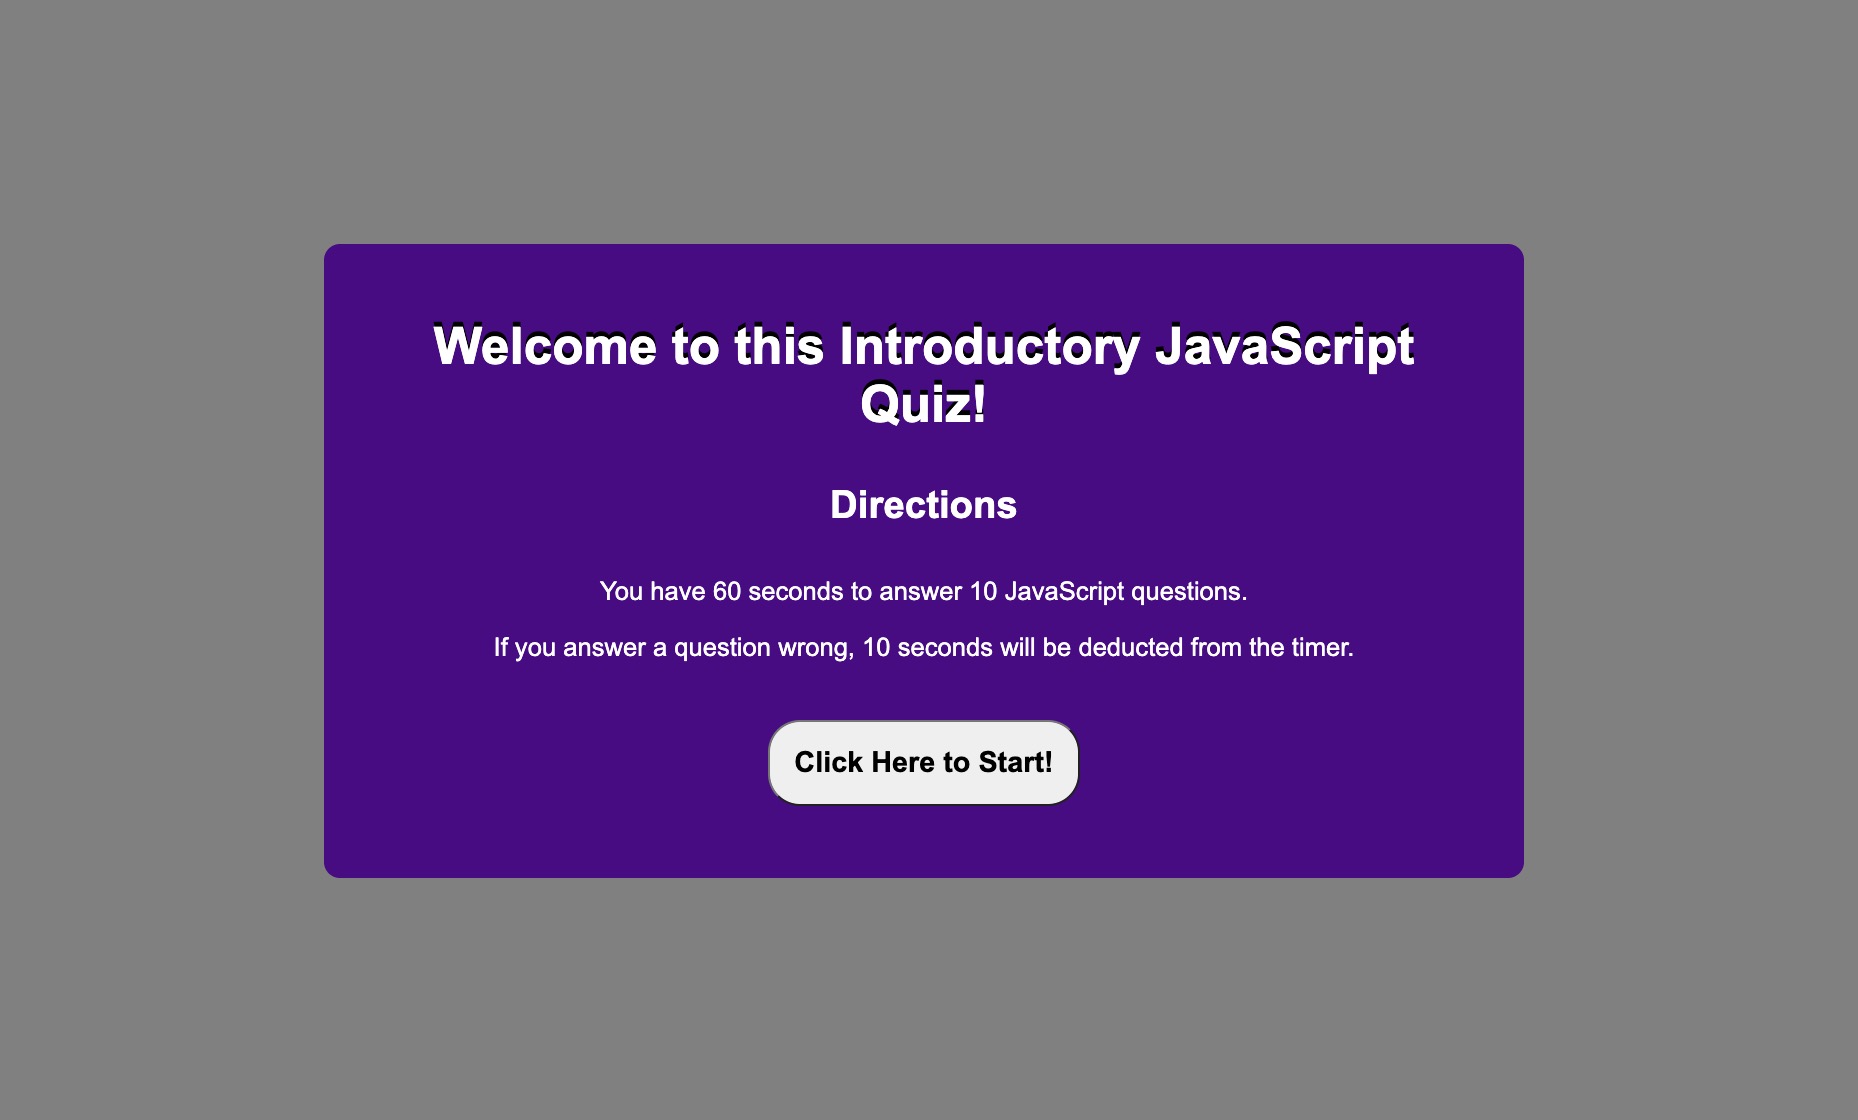 Welcome to this Introductory JavaScript
Quiz!
Directions
You have 60 seconds to answer 10 JavaScript questions.
If you answer a question wrong, 10 seconds will be deducted from the timer.
Click Here to Start!